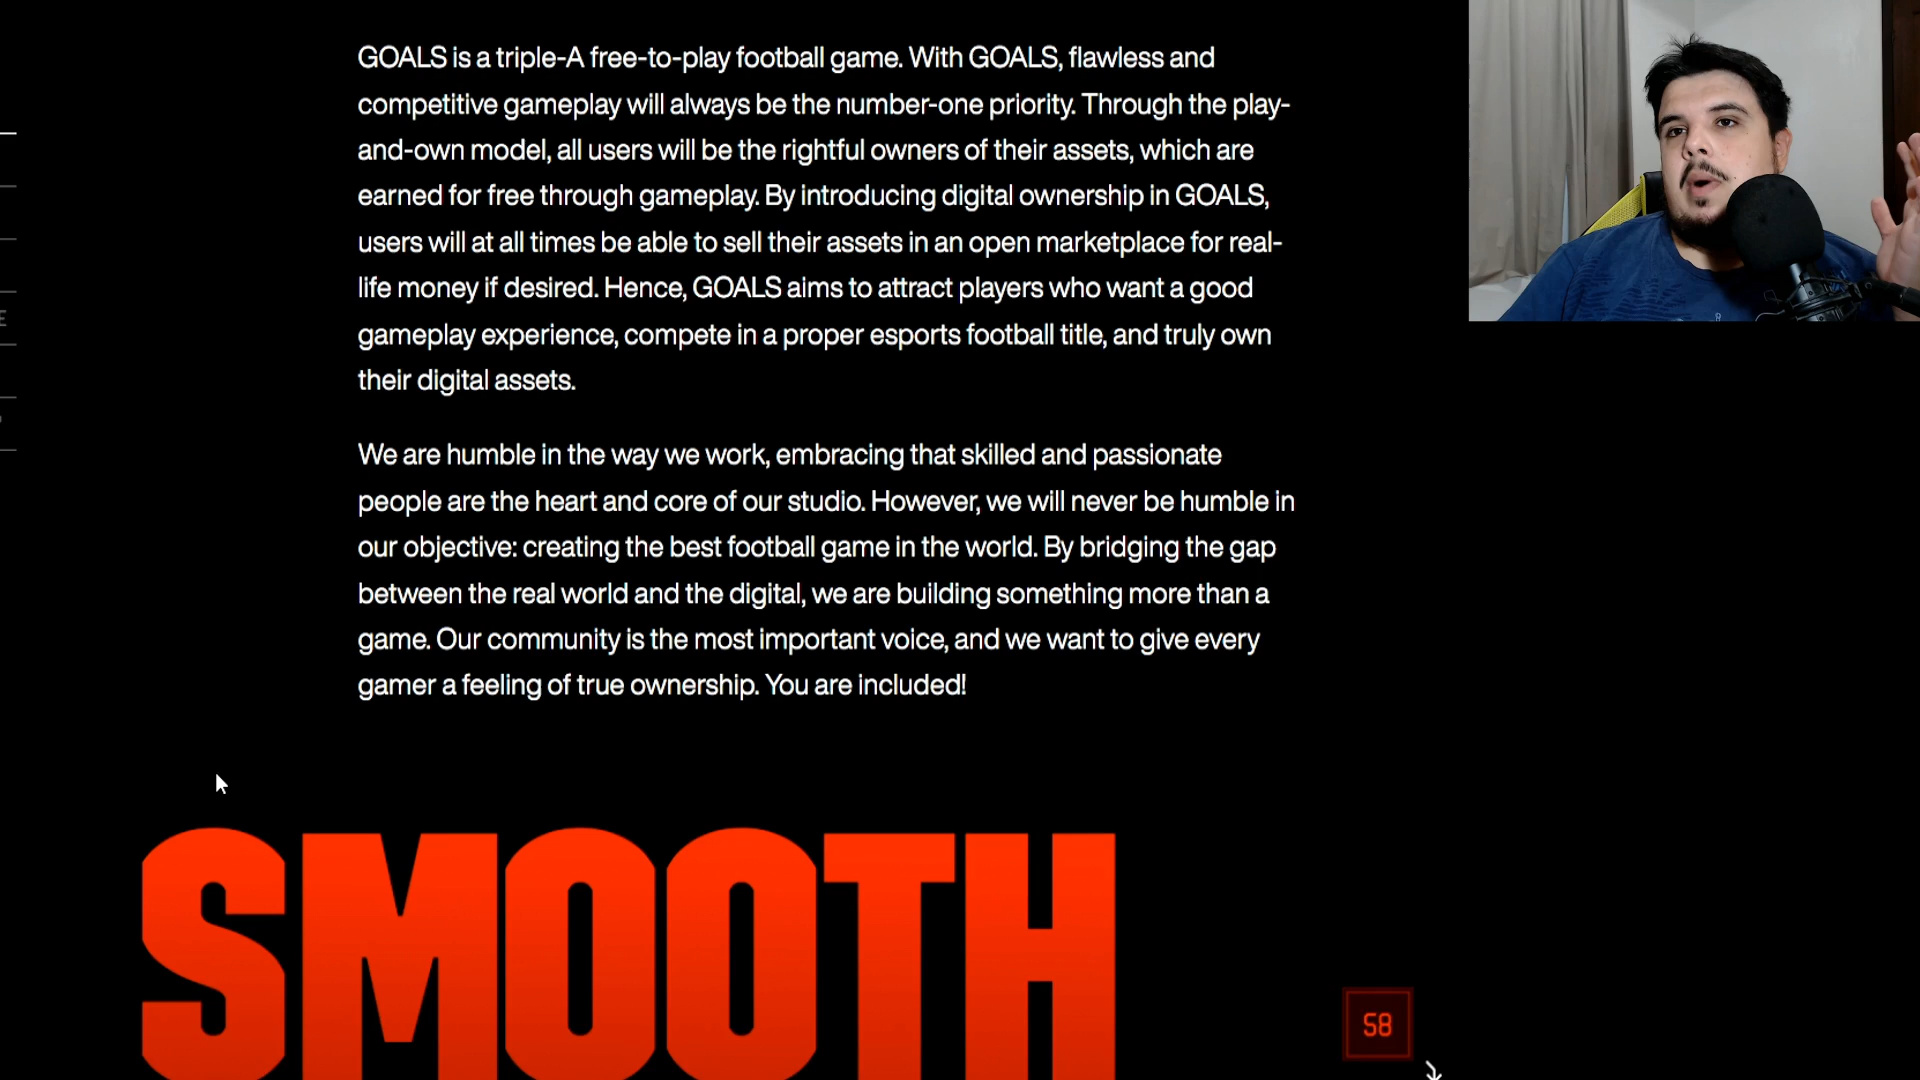 GOALS is a triple-A free-to-play football game. With GOALS, flawless and
competitive gameplay will always be the number-one priority. Through the play-
and-own model, all users will be the rightful owners of their assets, which are
earned for free through gameplay. By introducing digital ownership in GOALS,
users will at all times be able to sell their assets in an open marketplace for real-
life money if desired. Hence, GOALS aims to attract players who want a good
gameplay experience, compete in a proper esports football title, and truly own
their digital assets.
We are humble in the way we work, embracing that skilled and passionate
people are the heart and core of our studio. However, we will never be humble in
our objective: creating the best football game in the world. By bridging the gap
between the real world and the digital, we are building something more than a
game. Our community is the most important voice, and we want to give every
gamer a feeling of true ownership. You are included!
SMOOTH
58